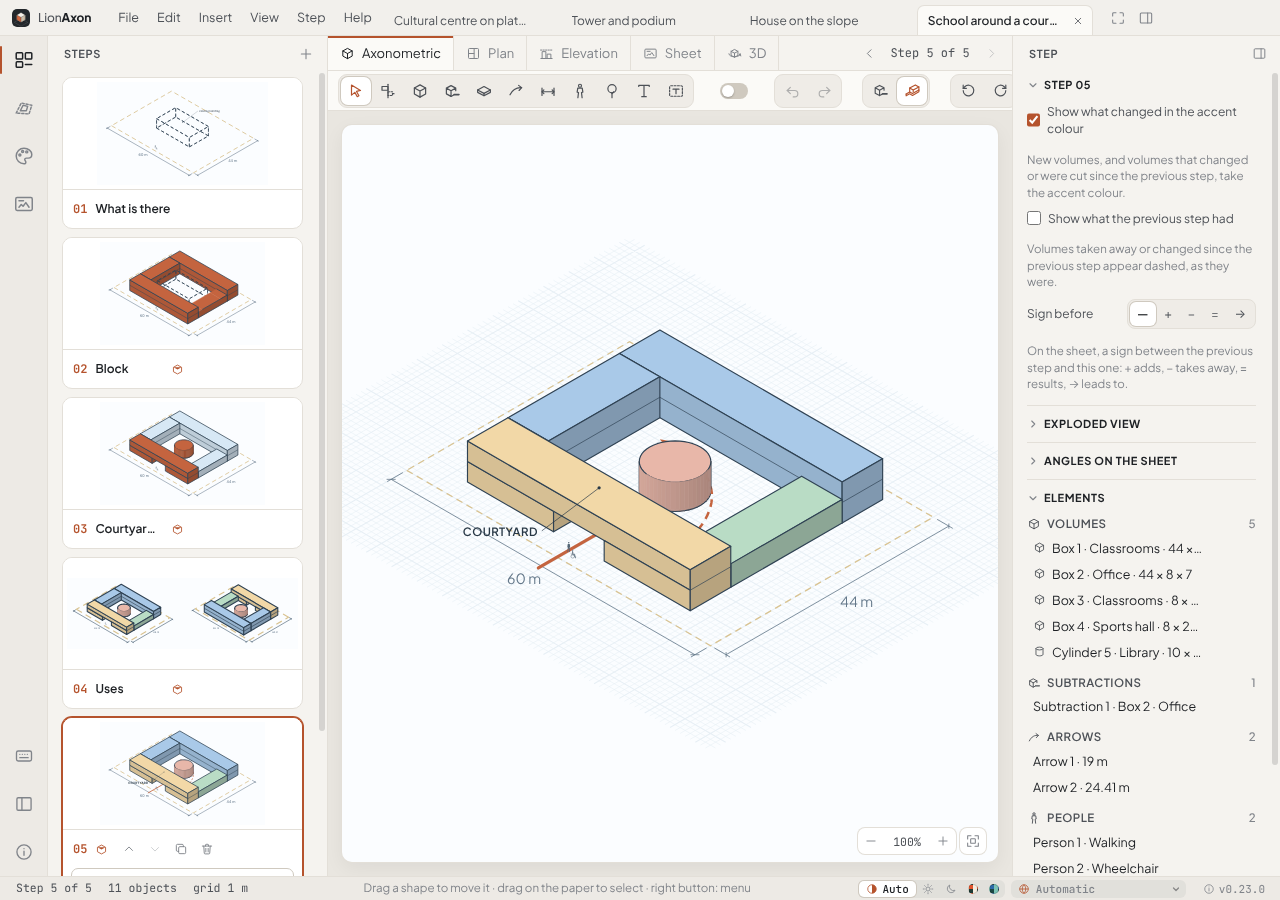 LionAxon
File Edit Insert View Step Help
Cultural centre on plat…
Tower and podium
House on the slope
School around a cour…
STEPS
01 What is there
02 Block
03 Courtyar…
04 Uses
05
Axonometric
Plan
Elevation
Sheet
3D
Step 5 of 5
COURTYARD
60 m
44 m
100%
STEP
STEP 05
Show what changed in the accent
colour
New volumes, and volumes that changed
or were cut since the previous step, take
the accent colour.
Show what the previous step had
Volumes taken away or changed since the
previous step appear dashed, as they
were.
Sign before — + − = →
On the sheet, a sign between the previous
step and this one: + adds, − takes away, =
results, → leads to.
EXPLODED VIEW
ANGLES ON THE SHEET
ELEMENTS
VOLUMES 5
Box 1 · Classrooms · 44 ×…
Box 2 · Office · 44 × 8 × 7
Box 3 · Classrooms · 8 × …
Box 4 · Sports hall · 8 × 2…
Cylinder 5 · Library · 10 × …
SUBTRACTIONS 1
Subtraction 1 · Box 2 · Office
ARROWS 2
Arrow 1 · 19 m
Arrow 2 · 24.41 m
PEOPLE 2
Person 1 · Walking
Person 2 · Wheelchair
Step 5 of 5 11 objects grid 1 m
Drag a shape to move it · drag on the paper to select · right button: menu
Auto
Automatic
v0.23.0